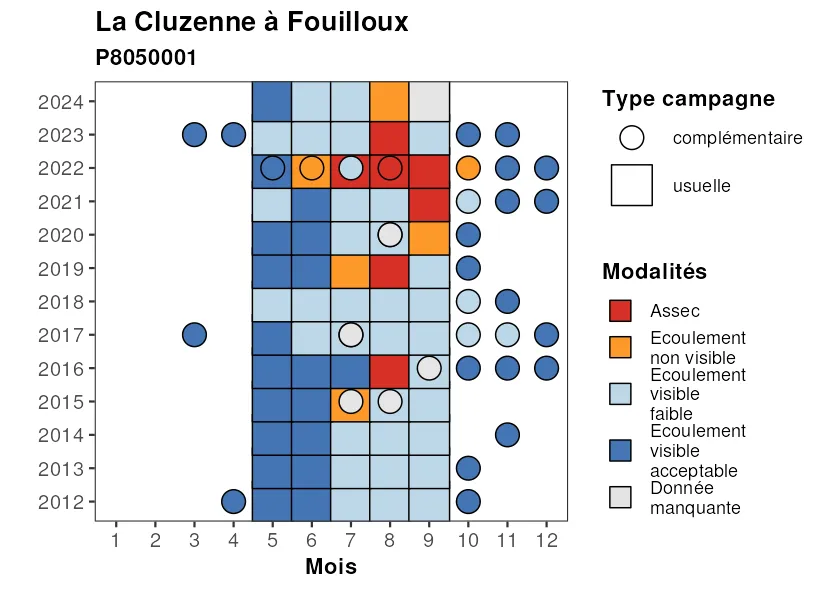 La Cluzenne à Fouilloux
P8050001
2024
2023
2022
2021
2020
2019
2018
2017
2016
2015
2014
2013
2012
1 2 3 4 5 6 7 8 9 10 11 12
Mois
Type campagne
complémentaire
usuelle
Modalités
Assec
Ecoulement
non visible
Ecoulement
visible
faible
Ecoulement
visible
acceptable
Donnée
manquante